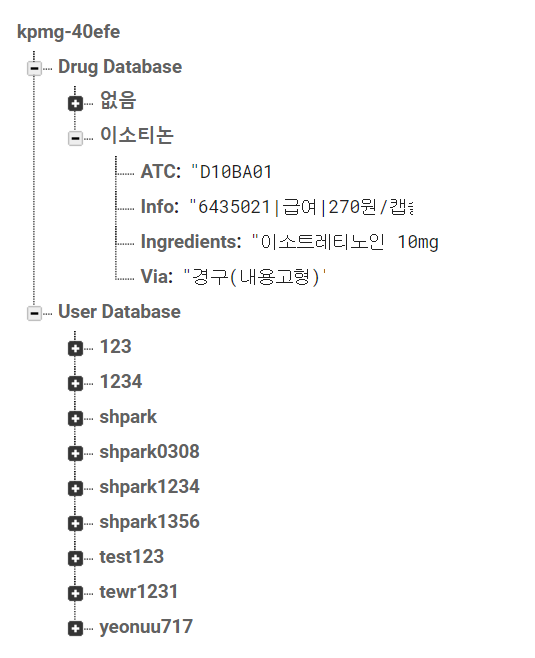 kpmg-40efe
Drug Database
없음
이소티논
ATC: "D10BA01
Info: "6435021|급여|270원/캡슬
Ingredients: "이소트레티노인 10mg
Via: "경구(내용고형)'
User Database
123
1234
shpark
shpark0308
shpark1234
shpark1356
test123
tewr1231
yeonuu717